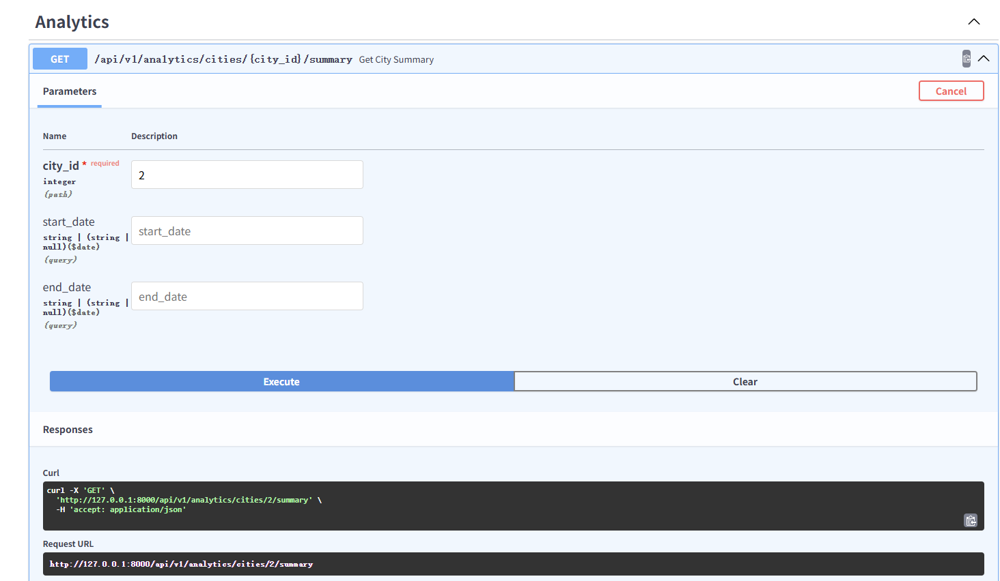 Analytics
GET /api/v1/analytics/cities/{city_id}/summary Get City Summary
Parameters
Cancel
Name Description
city_id * required
integer
(path)
2
start_date
string | (string |
null)($date)
(query)
start_date
end_date
string | (string |
null)($date)
(query)
end_date
Execute
Clear
Responses
Curl
curl -X 'GET' \
'http://127.0.0.1:8000/api/v1/analytics/cities/2/summary' \
-H 'accept: application/json'
Request URL
http://127.0.0.1:8000/api/v1/analytics/cities/2/summary